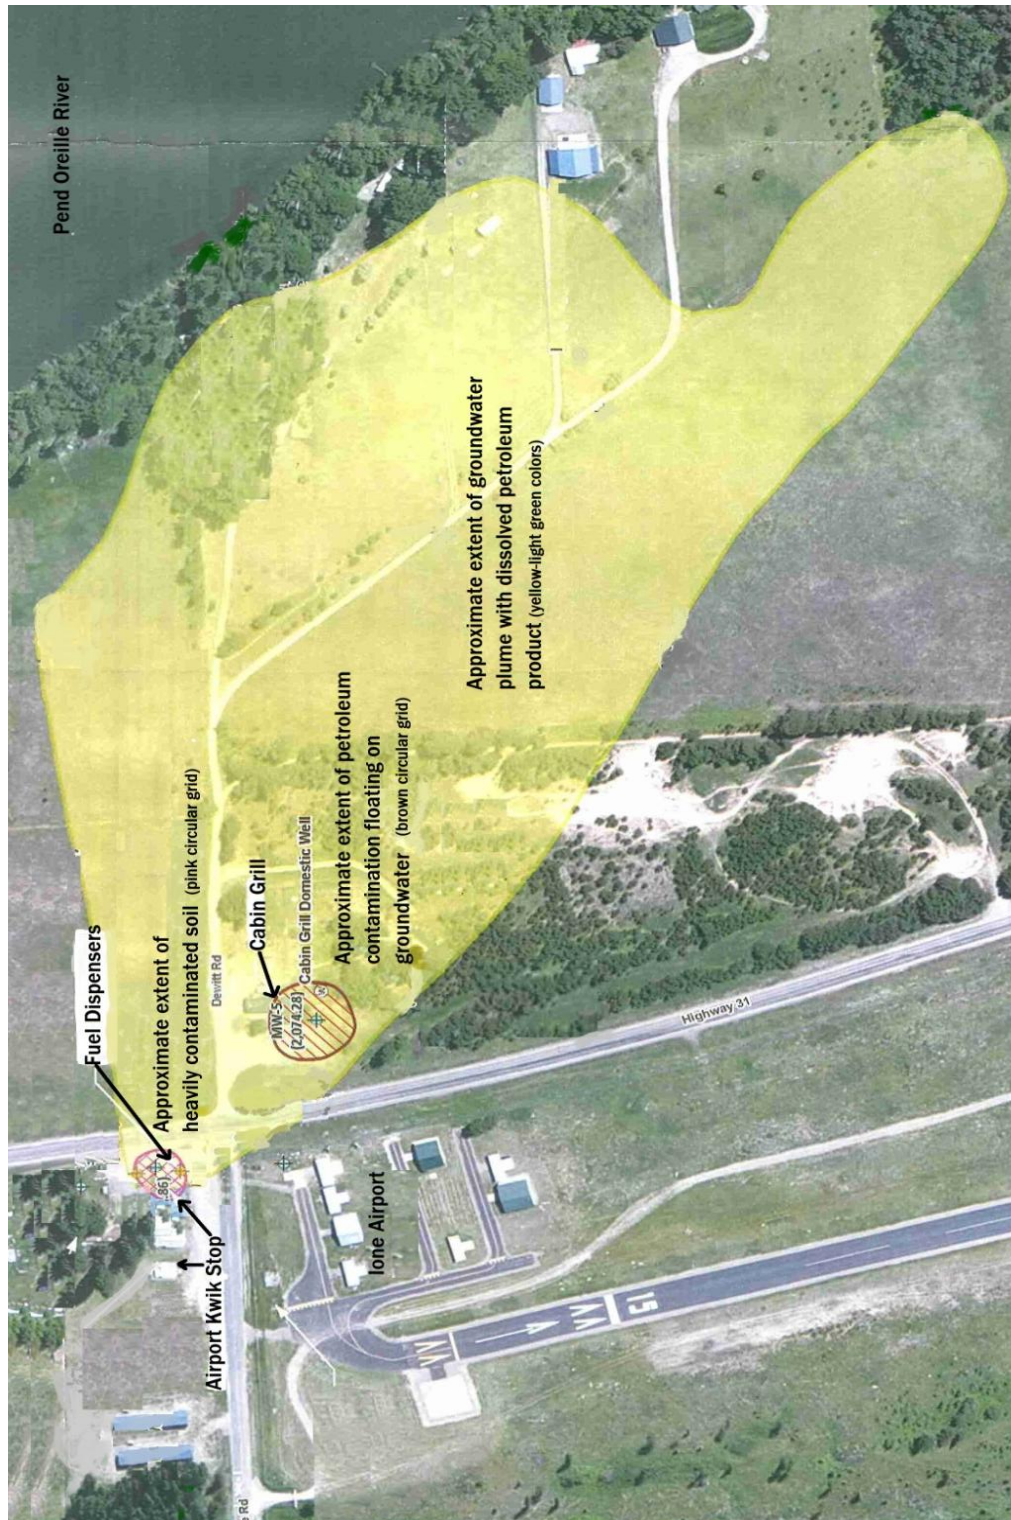 Pend Oreille River
Fuel Dispensers
Approximate extent of
heavily contaminated soil (pink circular grid)
Airport Kwik Stop
.86)
Dewitt Rd
Cabin Grill
MW-5
(2,074.28)
Cabin Grill Domestic Well
W
Approximate extent of petroleum
contamination floating on
groundwater (brown circular grid)
Approximate extent of groundwater
plume with dissolved petroleum
product (yellow-light green colors)
Highway 31
Ione Airport
15
Rd